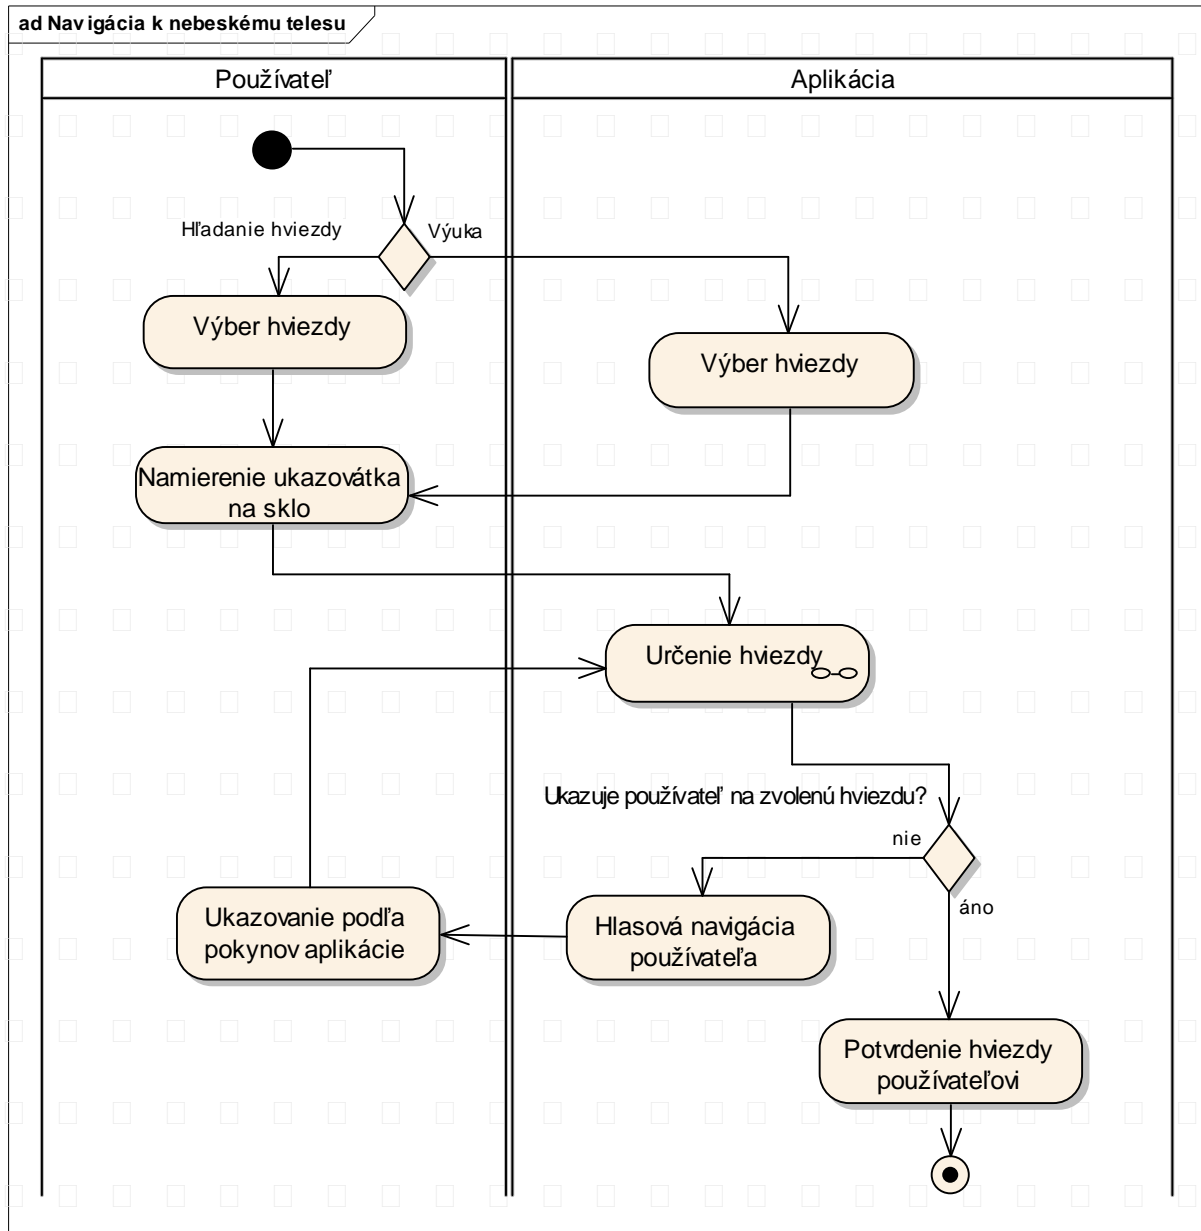 ad Navigácia k nebeskému telesu
Používateľ
Aplikácia
Hľadanie hviezdy
Výuka
Výber hviezdy
Výber hviezdy
Namierenie ukazovátka
na sklo
Určenie hviezdy
Ukazuje používateľ na zvolenú hviezdu?
nie
áno
Ukazovanie podľa
pokynov aplikácie
Hlasová navigácia
používateľa
Potvrdenie hviezdy
používateľovi